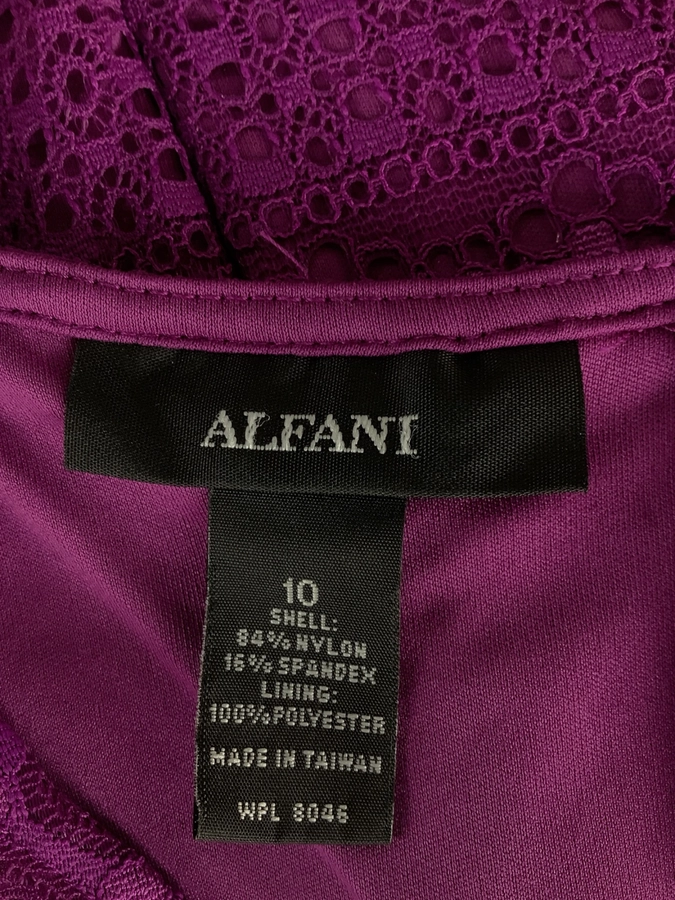 ALFANI
10
SHELL:
84% NYLON
16% SPANDEX
LINING:
100% POLYESTER
MADE IN TAIWAN
WPL 8046